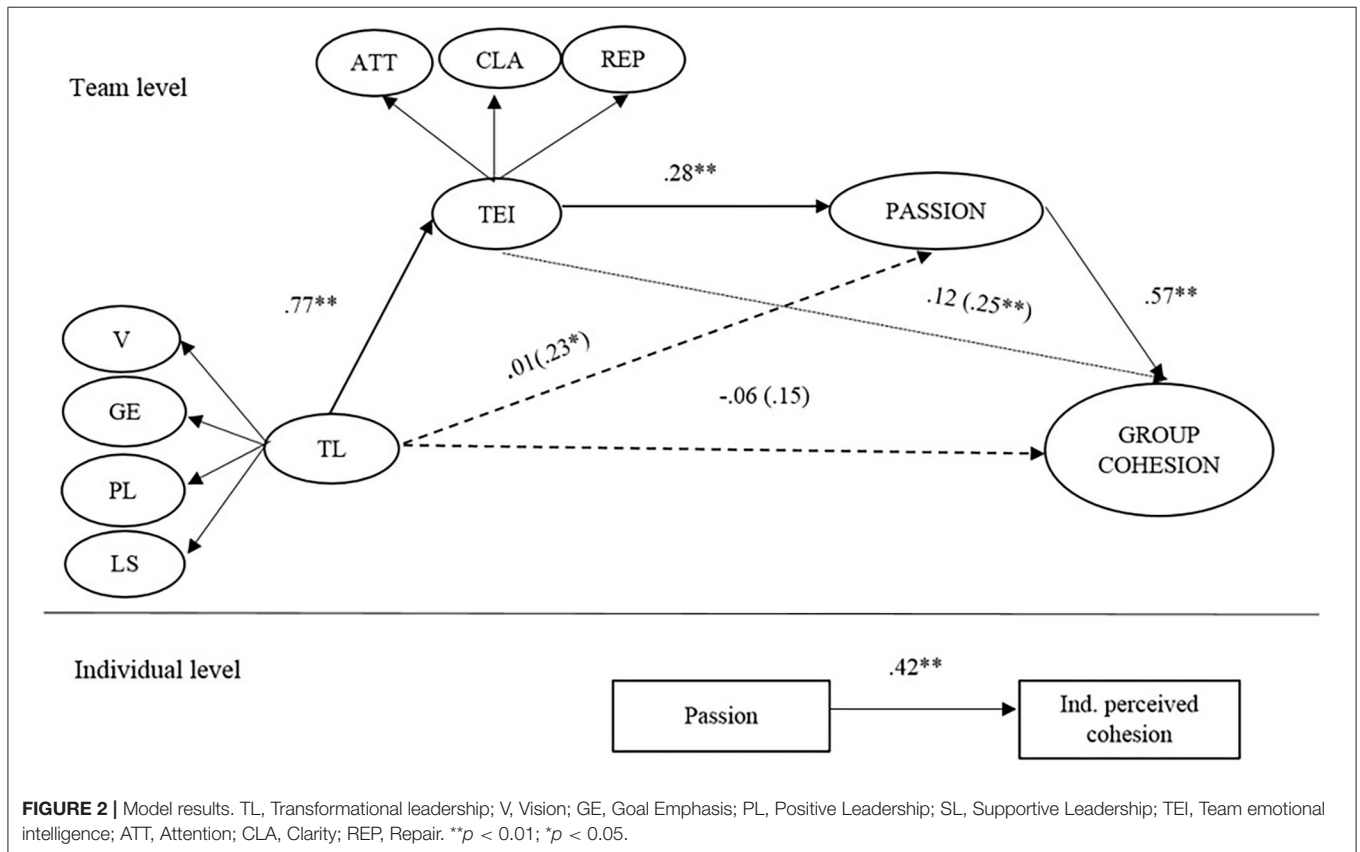 Team level
ATT
CLA
REP
TEI
.28**
PASSION
.77**
.12 (.25**)
.57**
.01(.23*)
-.06 (.15)
V
GE
PL
LS
TL
GROUP
COHESION
Individual level
.42**
Passion
Ind. perceived
cohesion
FIGURE 2 | Model results. TL, Transformational leadership; V, Vision; GE, Goal Emphasis; PL, Positive Leadership; SL, Supportive Leadership; TEI, Team emotional
intelligence; ATT, Attention; CLA, Clarity; REP, Repair. **p < 0.01; *p < 0.05.